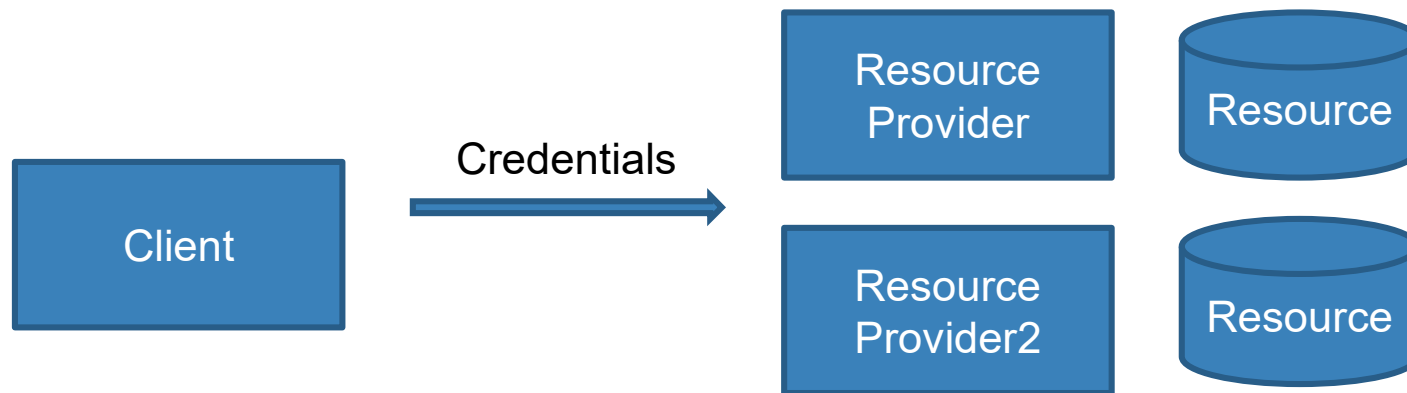 Client
Credentials
Resource
Provider
Resource
Resource
Provider2
Resource